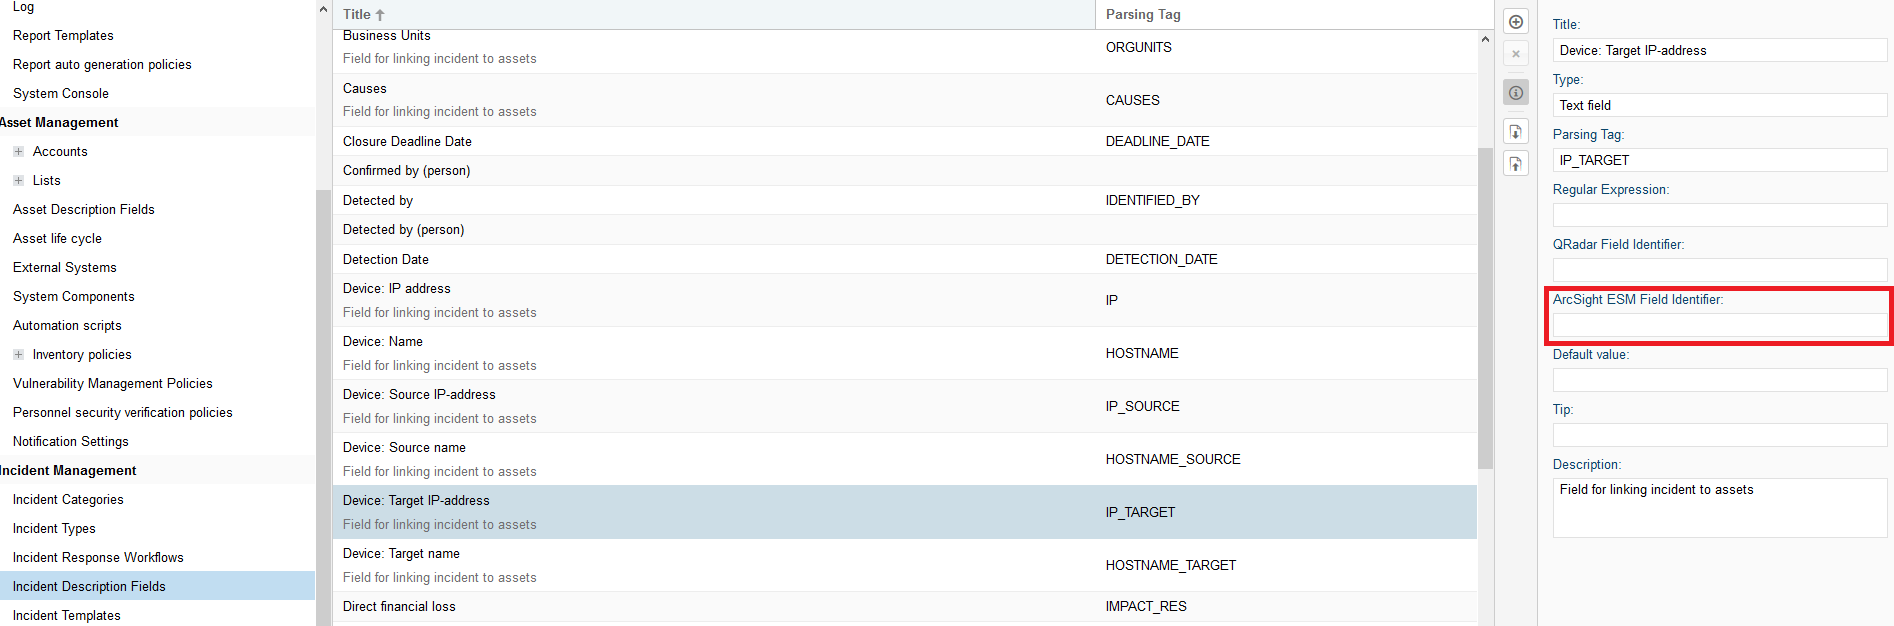 Log
Report Templates
Report auto generation policies
System Console
Asset Management
Accounts
Lists
Asset Description Fields
Asset life cycle
External Systems
System Components
Automation scripts
Inventory policies
Vulnerability Management Policies
Personnel security verification policies
Notification Settings
Incident Management
Incident Categories
Incident Types
Incident Response Workflows
Incident Description Fields
Incident Templates
Title Parsing Tag
Business Units
Field for linking incident to assets
ORGUNITS
Causes
Field for linking incident to assets
CAUSES
Closure Deadline Date DEADLINE_DATE
Confirmed by (person)
Detected by IDENTIFIED_BY
Detected by (person)
Detection Date DETECTION_DATE
Device: IP address
Field for linking incident to assets
IP
Device: Name
Field for linking incident to assets
HOSTNAME
Device: Source IP-address
Field for linking incident to assets
IP_SOURCE
Device: Source name
Field for linking incident to assets
HOSTNAME_SOURCE
Device: Target IP-address
Field for linking incident to assets
IP_TARGET
Device: Target name
Field for linking incident to assets
HOSTNAME_TARGET
Direct financial loss IMPACT_RES
Title:
Device: Target IP-address
Type:
Text field
Parsing Tag:
IP_TARGET
Regular Expression:
QRadar Field Identifier:
ArcSight ESM Field Identifier:
Default value:
Tip:
Description:
Field for linking incident to assets